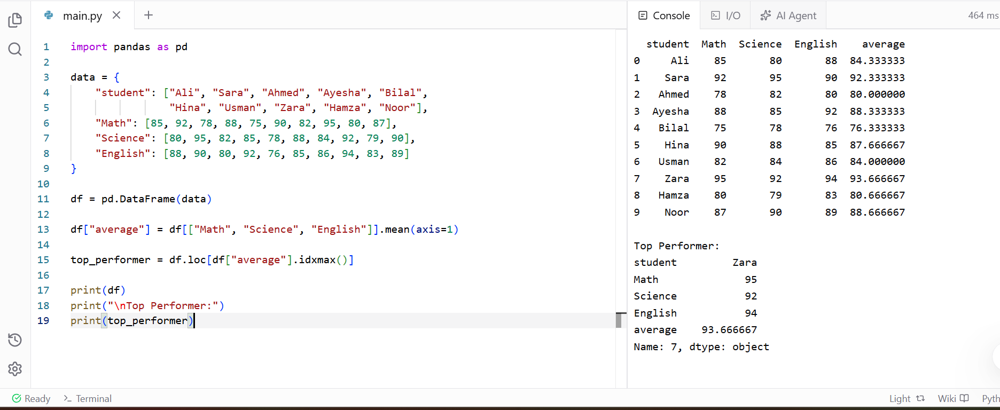 main.py
1 import pandas as pd
2
3 data = {
4     "student": ["Ali", "Sara", "Ahmed", "Ayesha", "Bilal",
5                 "Hina", "Usman", "Zara", "Hamza", "Noor"],
6     "Math": [85, 92, 78, 88, 75, 90, 82, 95, 80, 87],
7     "Science": [80, 95, 82, 85, 78, 88, 84, 92, 79, 90],
8     "English": [88, 90, 80, 92, 76, 85, 86, 94, 83, 89]
9 }
10
11 df = pd.DataFrame(data)
12
13 df["average"] = df[["Math", "Science", "English"]].mean(axis=1)
14
15 top_performer = df.loc[df["average"].idxmax()]
16
17 print(df)
18 print("\nTop Performer:")
19 print(top_performer)
Console I/O AI Agent 464 ms
  student  Math  Science  English    average
0     Ali    85       80       88  84.333333
1    Sara    92       95       90  92.333333
2   Ahmed    78       82       80  80.000000
3  Ayesha    88       85       92  88.333333
4   Bilal    75       78       76  76.333333
5    Hina    90       88       85  87.666667
6   Usman    82       84       86  84.000000
7    Zara    95       92       94  93.666667
8   Hamza    80       79       83  80.666667
9    Noor    87       90       89  88.666667
Top Performer:
student         Zara
Math              95
Science           92
English           94
average    93.666667
Name: 7, dtype: object
Ready Terminal Light Wiki Pyth